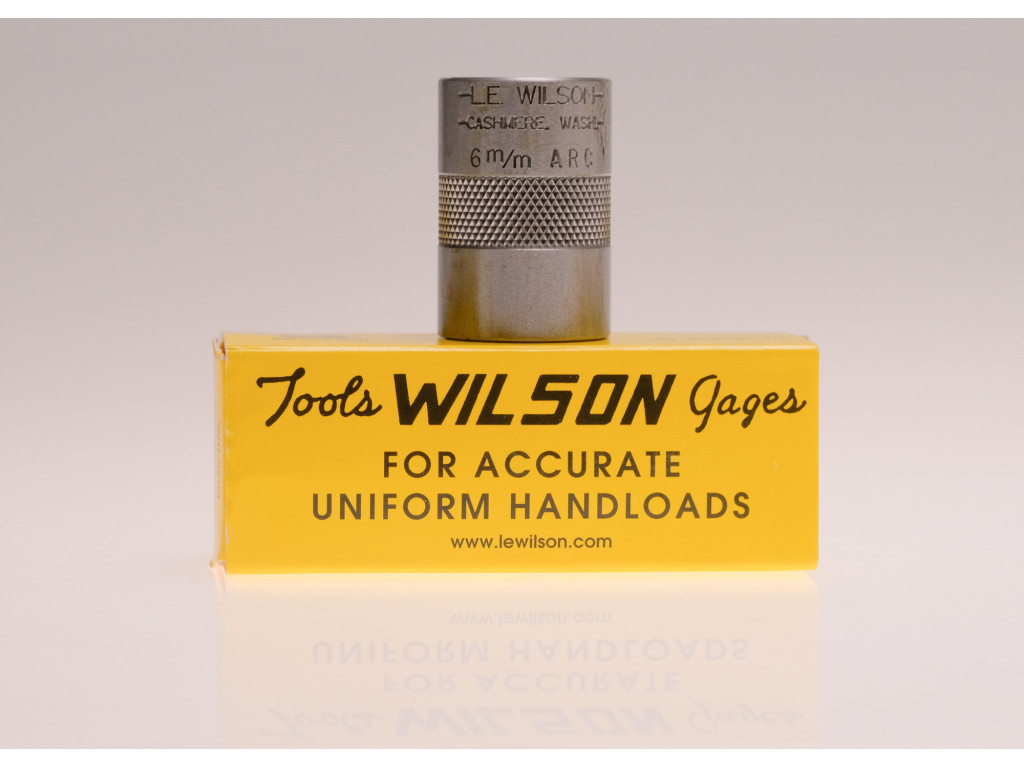 -L.E. WILSON-
-CASHMERE, WASH.-
6 m/m ARC
Tools WILSON Gages
FOR ACCURATE
UNIFORM HANDLOADS
www.lewilson.com